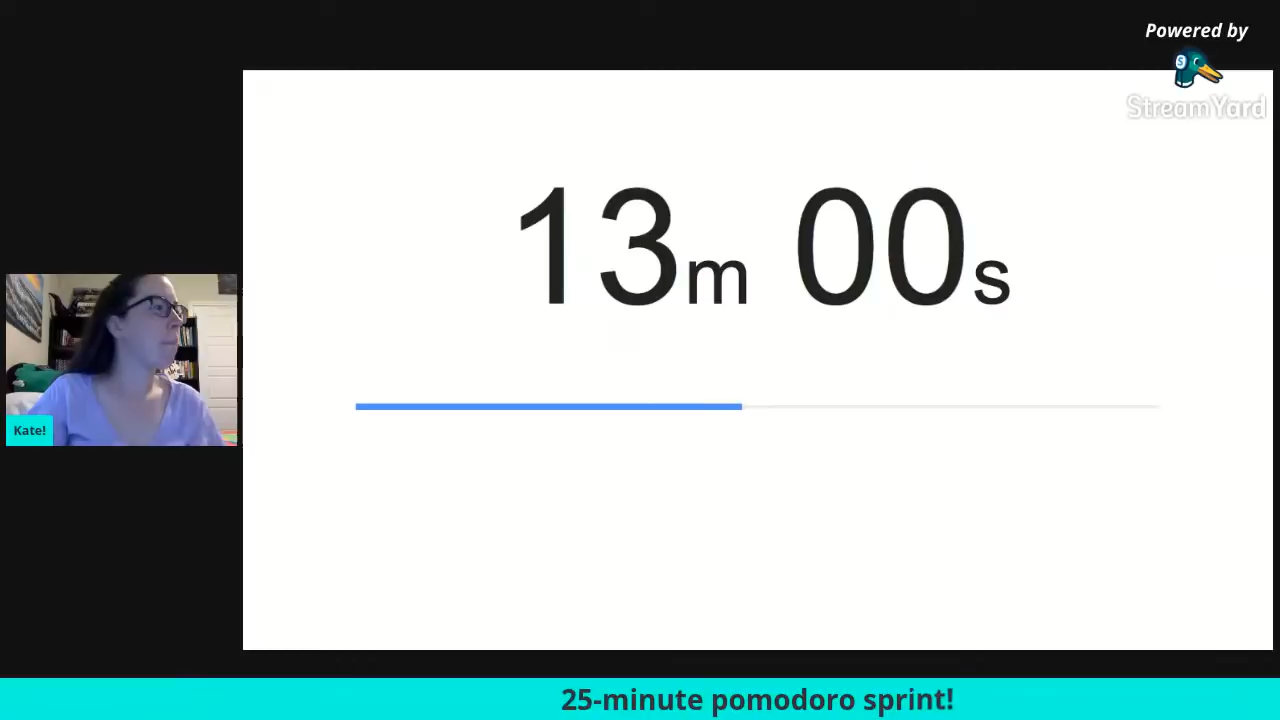 Powered by
StreamYard
13m 00s
Kate!
25-minute pomodoro sprint!